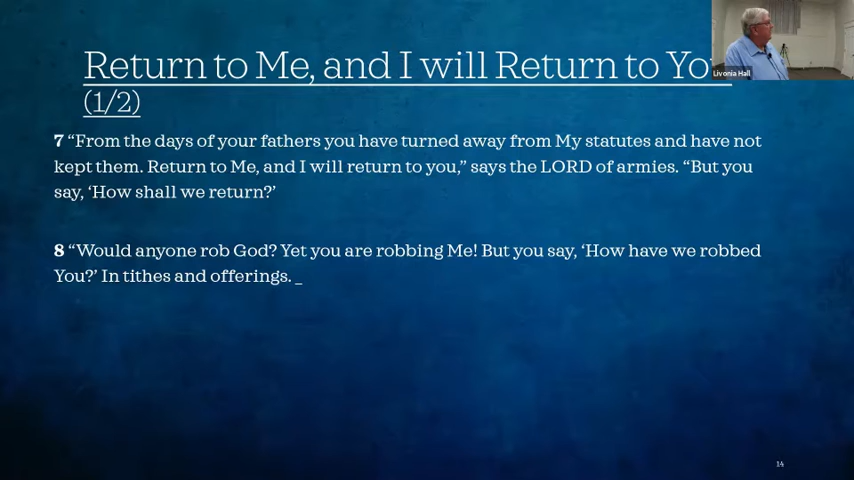 Return to Me, and I will Return to Yo
(1/2)
Livonia Hall
7 “From the days of your fathers you have turned away from My statutes and have not
kept them. Return to Me, and I will return to you,” says the LORD of armies. “But you
say, ‘How shall we return?’
8 “Would anyone rob God? Yet you are robbing Me! But you say, ‘How have we robbed
You?’ In tithes and offerings. _
14